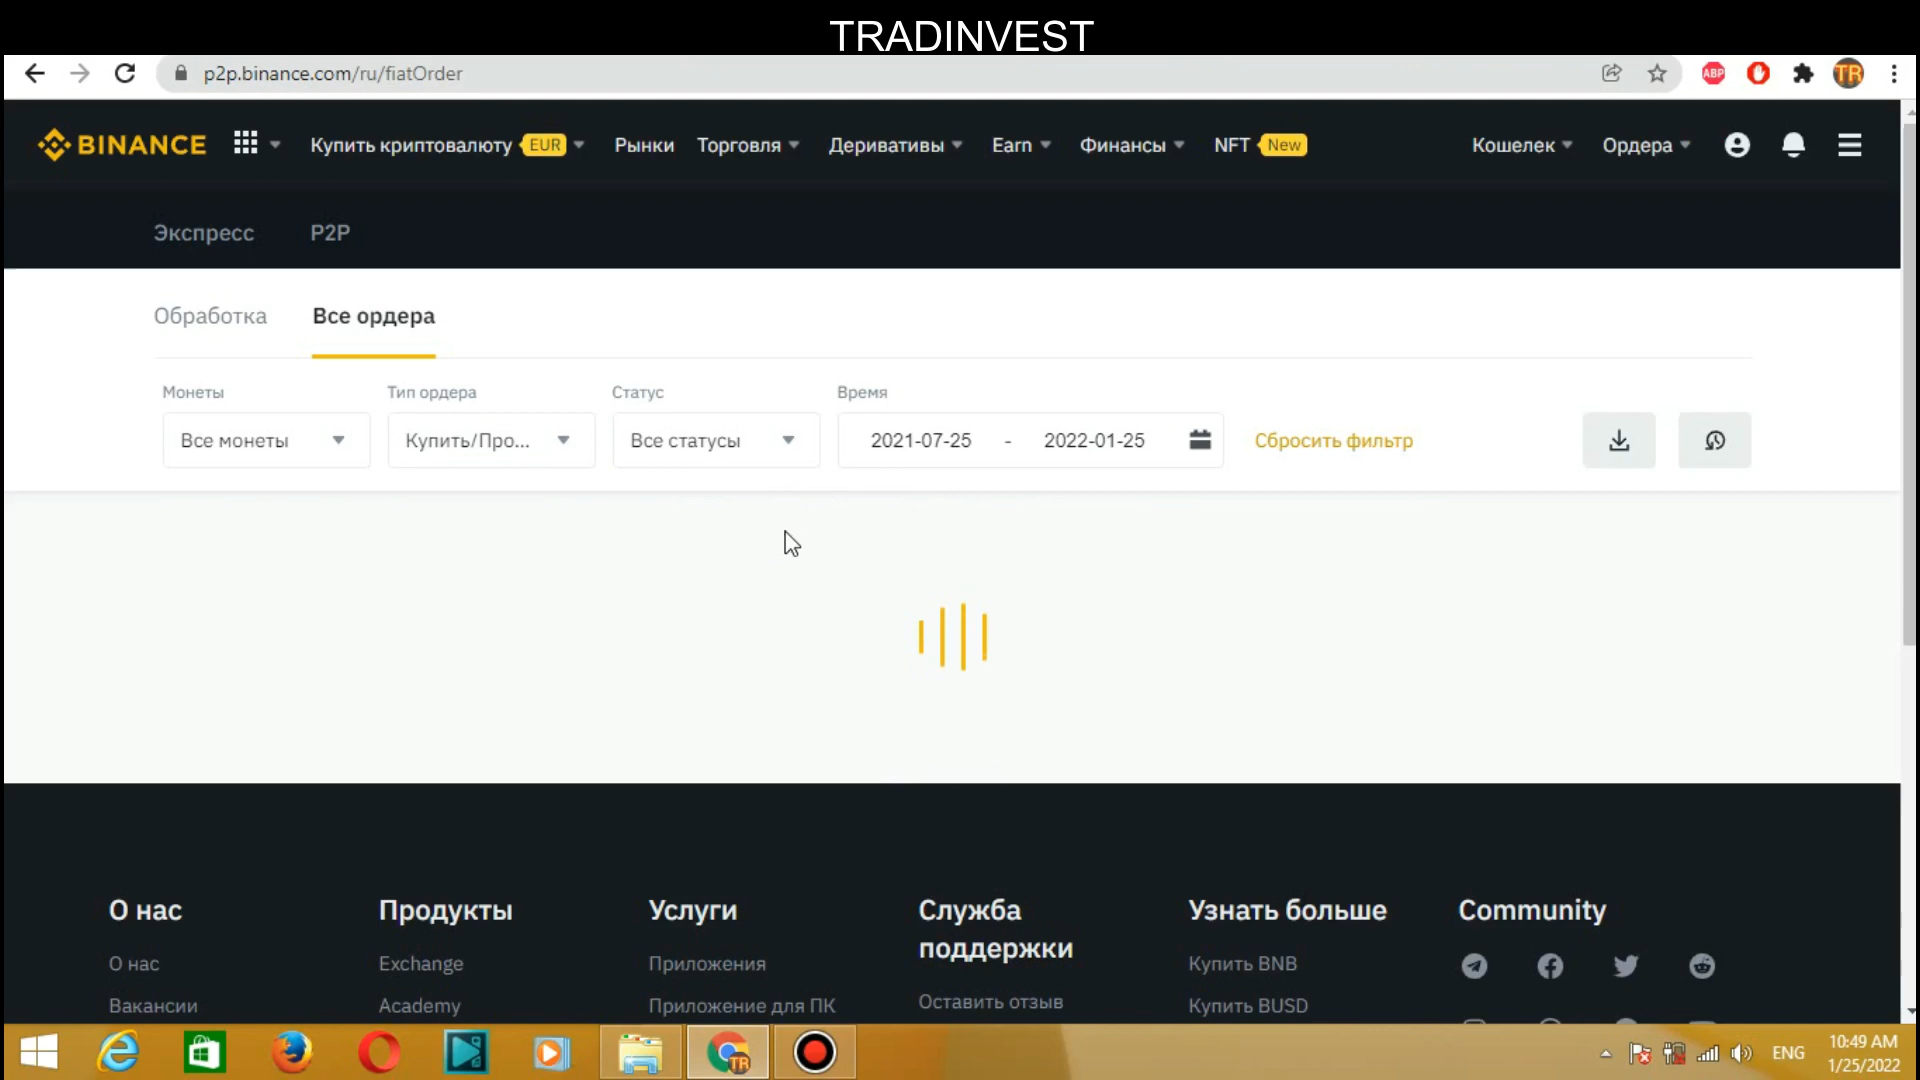 TRADINVEST
p2p.binance.com/ru/fiatOrder
ABP
TR
BINANCE Купить криптовалюту EUR Рынки Торговля Деривативы Earn Финансы NFT New Кошелек Ордера
Экспресс P2P
Обработка Все ордера
Монеты Тип ордера Статус Время
Все монеты Купить/Про... Все статусы 2021-07-25 - 2022-01-25 Сбросить фильтр
О нас Продукты Услуги Служба поддержки Узнать больше Community
О нас Exchange Приложения Купить BNB
Вакансии Academy Приложение для ПК Оставить отзыв Купить BUSD
TR
ENG
10:49 AM
1/25/2022